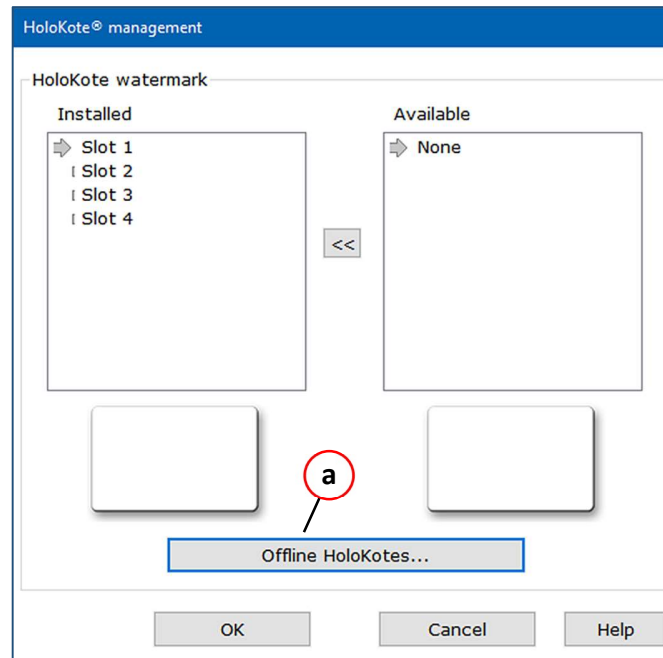 HoloKote® management
HoloKote watermark
Installed
Available
Slot 1
Slot 2
Slot 3
Slot 4
None
<<
a
Offline HoloKotes...
OK
Cancel
Help